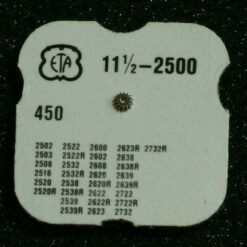 ETA 11½-2500
450
2502 2522 2600 2623R 2732R
2503 2522R 2602 2638
2508 2532 2608 2638R
2516 2532R 2620 2639
2520 2538 2620R 2639R
2520R 2538R 2622 2722
2539 2622R 2722R
2539R 2623 2732